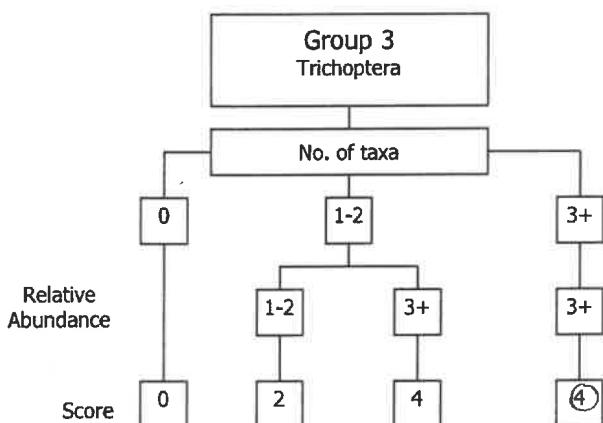 Group 3
Trichoptera
No. of taxa
0 1-2 3+
Relative
Abundance
1-2 3+ 3+
Score 0 2 4 4